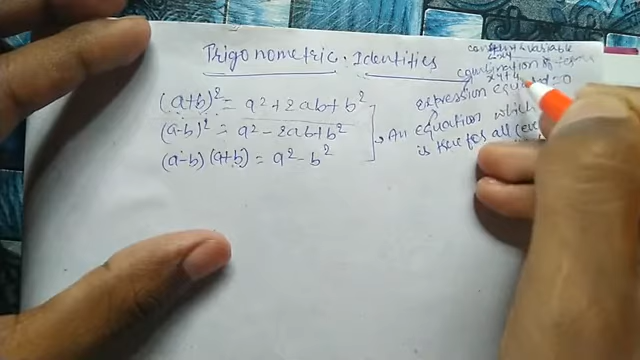 Trigonometric Identities
constant & variable
2xy
combination of terms
(a+b)² = a² + 2ab + b²
(a-b)² = a² - 2ab + b²
(a-b) (a+b) = a² - b²
expression
An Equation which
is true for all